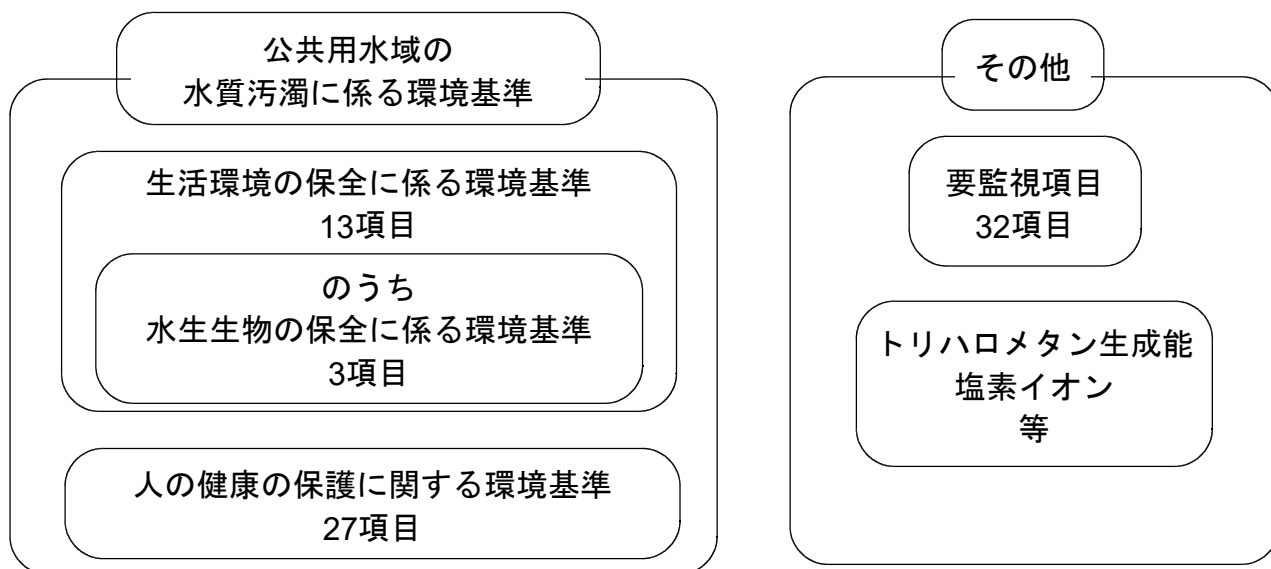 公共用水域の
水質汚濁に係る環境基準
生活環境の保全に係る環境基準
13項目
のうち
水生生物の保全に係る環境基準
3項目
人の健康の保護に関する環境基準
27項目
その他
要監視項目
32項目
トリハロメタン生成能
塩素イオン
等